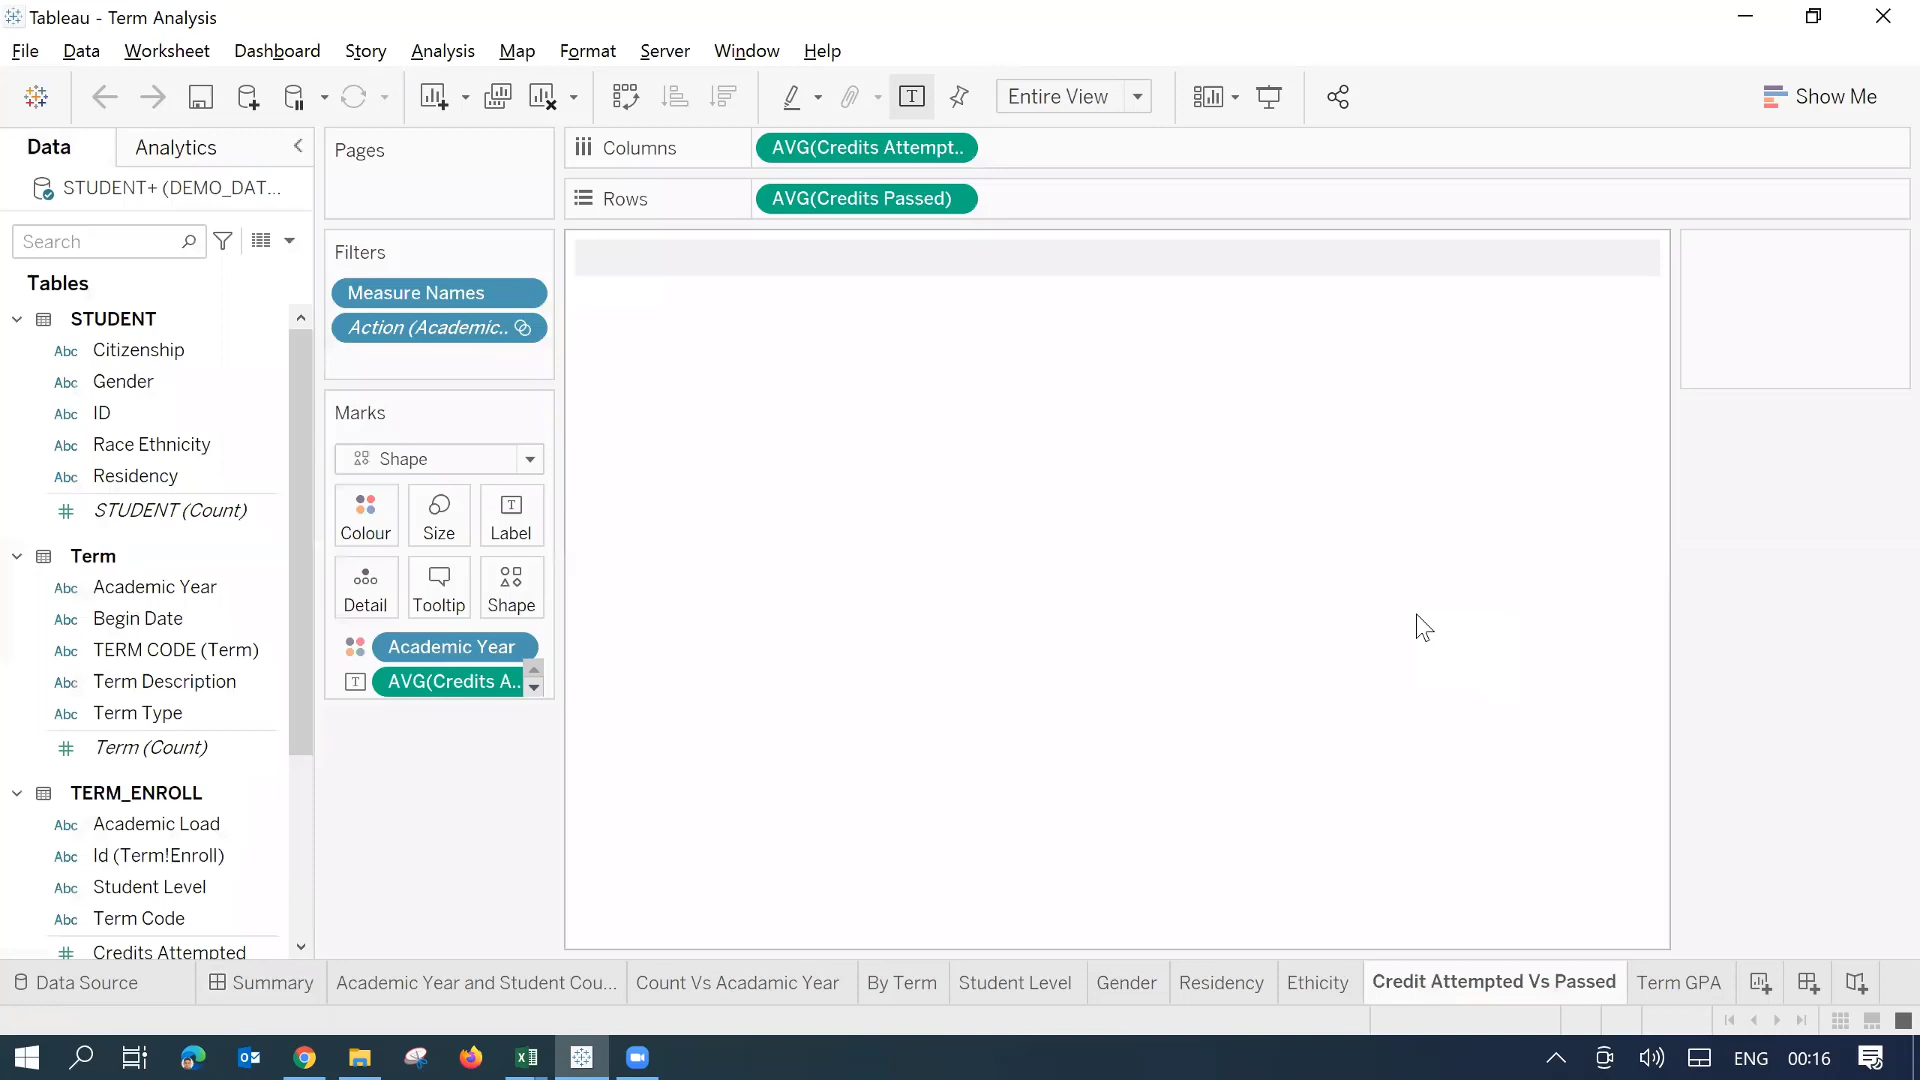 Tableau - Term Analysis
File Data Worksheet Dashboard Story Analysis Map Format Server Window Help
Entire View
Show Me
Data Analytics
STUDENT+ (DEMO_DAT...
Search
Tables
STUDENT
Abc Citizenship
Abc Gender
Abc ID
Abc Race Ethnicity
Abc Residency
# STUDENT (Count)
Term
Abc Academic Year
Abc Begin Date
Abc TERM CODE (Term)
Abc Term Description
Abc Term Type
# Term (Count)
TERM_ENROLL
Abc Academic Load
Abc Id (Term!Enroll)
Abc Student Level
Abc Term Code
# Credits Attempted
Pages
Filters
Measure Names
Action (Academic..
Marks
Shape
Colour Size Label
Detail Tooltip Shape
Academic Year
T AVG(Credits A..
Columns AVG(Credits Attempt..
Rows AVG(Credits Passed)
Data Source Summary Academic Year and Student Cou... Count Vs Acadamic Year By Term Student Level Gender Residency Ethicity Credit Attempted Vs Passed Term GPA
ENG 00:16